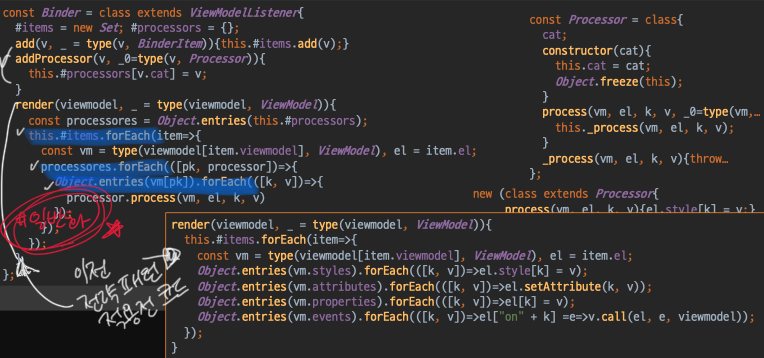 const Binder = class extends ViewModelListener{
#items = new Set; #processors = {};
add(v, _ = type(v, BinderItem)){this.#items.add(v);}
addProcessor(v, _0=type(v, Processor)){
this.#processors[v.cat] = v;
}
render(viewmodel, _ = type(viewmodel, ViewModel)){
const processores = Object.entries(this.#processors);
this.#items.forEach(item=>{
const vm = type(viewmodel[item.viewmodel], ViewModel), el = item.el;
processores.forEach(([pk, processor])=>{
Object.entries(vm[pk]).forEach(([k, v])=>{
processor.process(vm, el, k, v)
});
});
});
};
#일반화
이전
전략 패턴
적용전 코드
const Processor = class{
cat;
constructor(cat){
this.cat = cat;
Object.freeze(this);
}
process(vm, el, k, v, _0=type(vm,…
this._process(vm, el, k, v);
}
_process(vm, el, k, v){throw…
};
new (class extends Processor{
process(vm, el, k, v){el.style[k] = v;}
render(viewmodel, _ = type(viewmodel, ViewModel)){
this.#items.forEach(item=>{
const vm = type(viewmodel[item.viewmodel], ViewModel), el = item.el;
Object.entries(vm.styles).forEach(([k, v])=>el.style[k] = v);
Object.entries(vm.attributes).forEach(([k, v])=>el.setAttribute(k, v));
Object.entries(vm.properties).forEach(([k, v])=>el[k] = v);
Object.entries(vm.events).forEach(([k, v])=>el["on" + k] =e=>v.call(el, e, viewmodel));
});
}